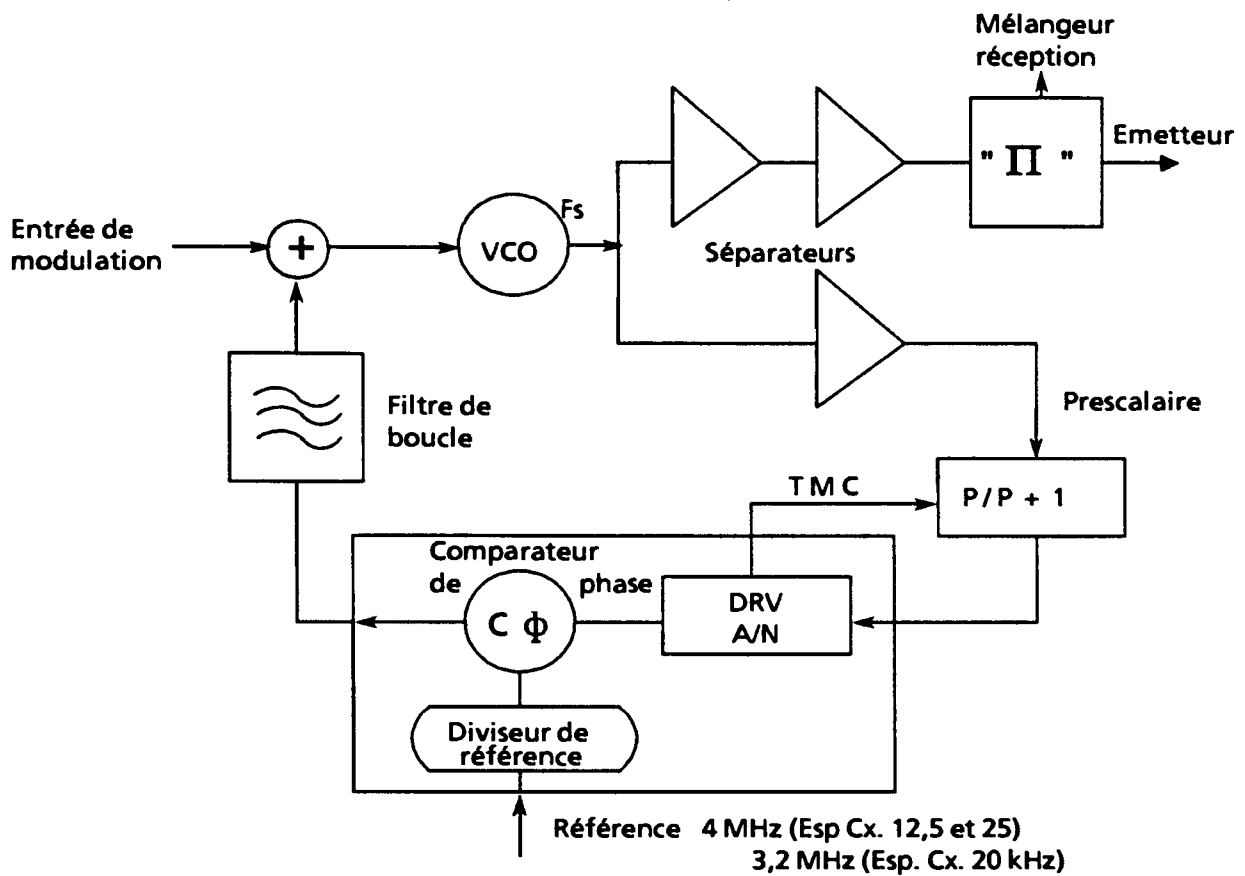 Mélangeur
réception
Emetteur
" Π "
Entrée de
modulation
+
VCO
Fs
Séparateurs
Filtre de
boucle
Prescalaire
T M C
P/P + 1
Comparateur
de phase
C Φ
DRV
A/N
Diviseur de
référence
Référence 4 MHz (Esp Cx. 12,5 et 25)
3,2 MHz (Esp. Cx. 20 kHz)